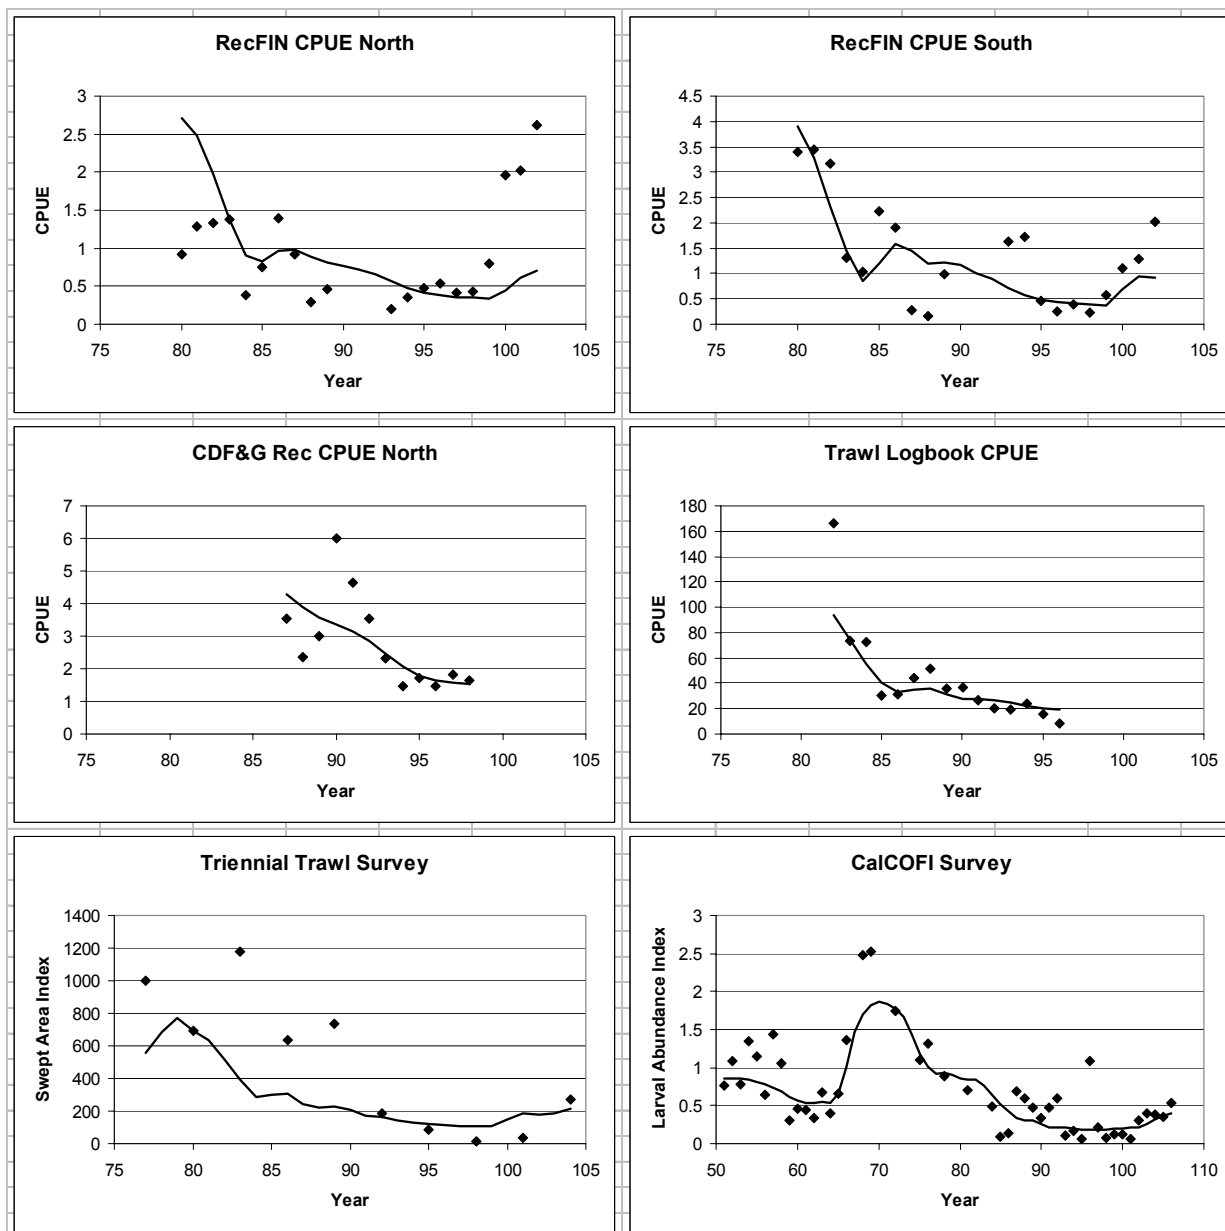 RecFIN CPUE North
3
2.5
2
1.5
1
0.5
0
CPUE
75 80 85 90 95 100 105
Year
RecFIN CPUE South
4.5
4
3.5
3
2.5
2
1.5
1
0.5
0
CPUE
75 80 85 90 95 100 105
Year
CDF&G Rec CPUE North
7
6
5
4
3
2
1
0
CPUE
75 80 85 90 95 100 105
Year
Trawl Logbook CPUE
180
160
140
120
100
80
60
40
20
0
CPUE
75 80 85 90 95 100 105
Year
Triennial Trawl Survey
1400
1200
1000
800
600
400
200
0
Swept Area Index
75 80 85 90 95 100 105
Year
CalCOFI Survey
3
2.5
2
1.5
1
0.5
0
Larval Abundance Index
50 60 70 80 90 100 110
Year